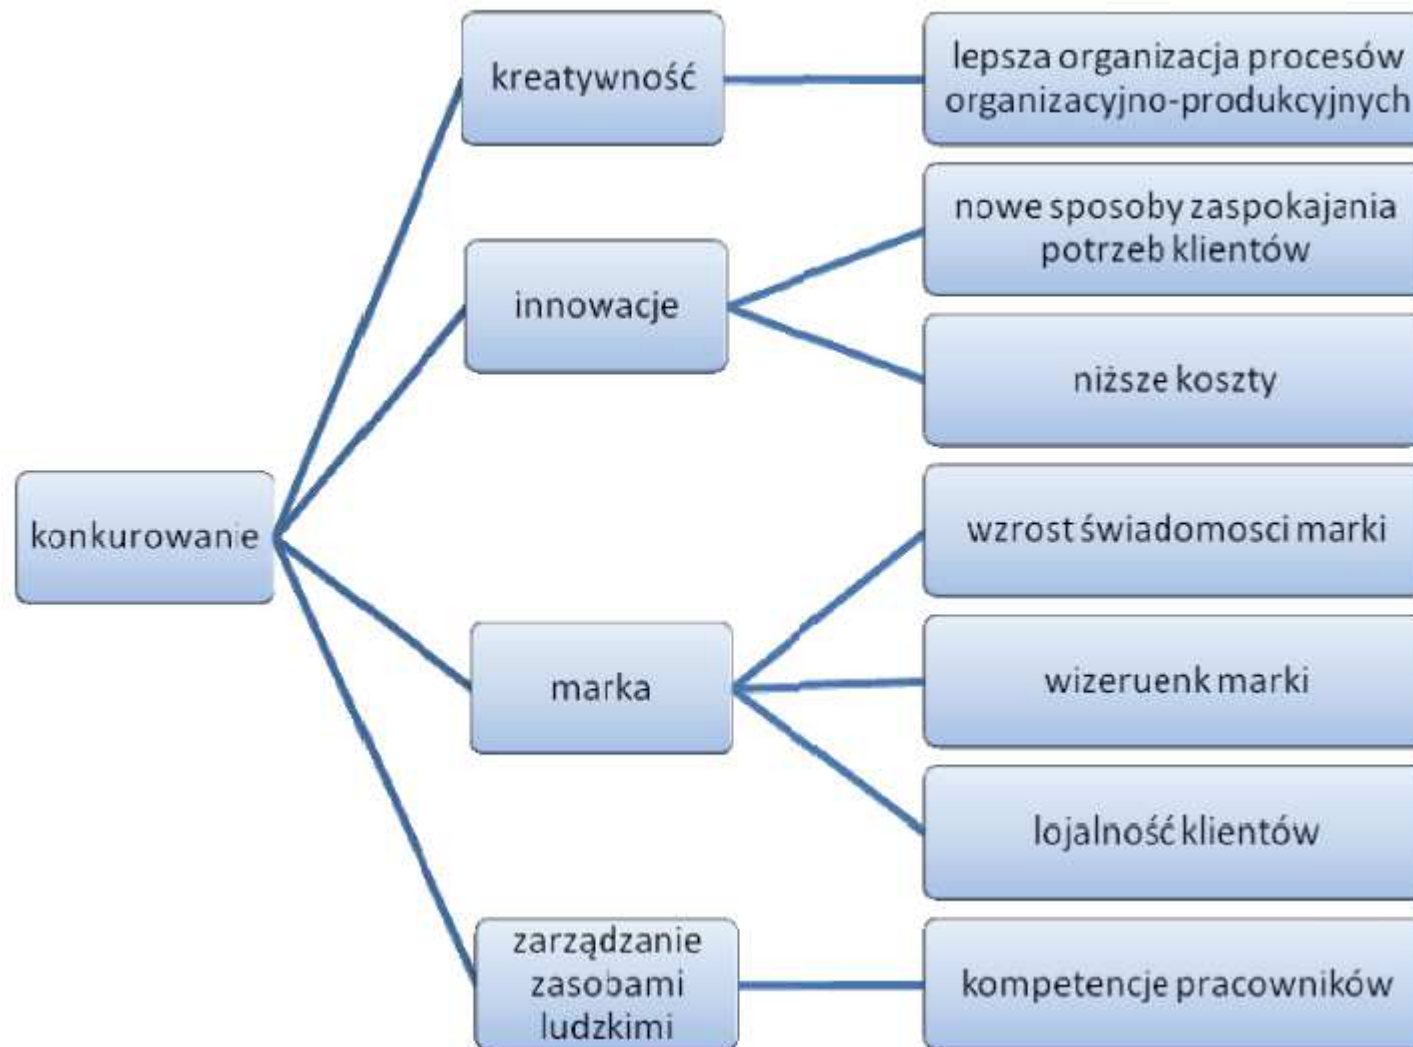 kreatywność
lepsza organizacja procesów
organizacyjno-produkcyjnych
innowacje
nowe sposoby zaspokajania
potrzeb klientów
niższe koszty
konkurowanie
marka
wzrost świadomosci marki
wizeruenk marki
lojalność klientów
zarządzanie
zasobami
ludzkimi
kompetencje pracowników